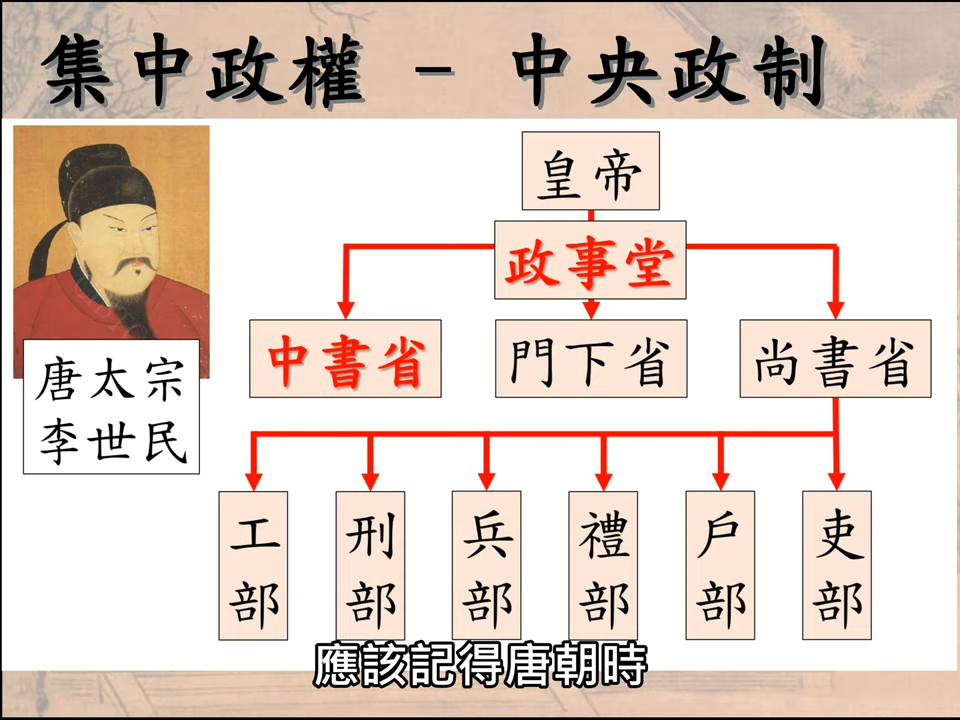 集中政權 - 中央政制
皇帝
政事堂
中書省
門下省
尚書省
唐太宗
李世民
工部
刑部
兵部
禮部
戶部
吏部
應該記得唐朝時